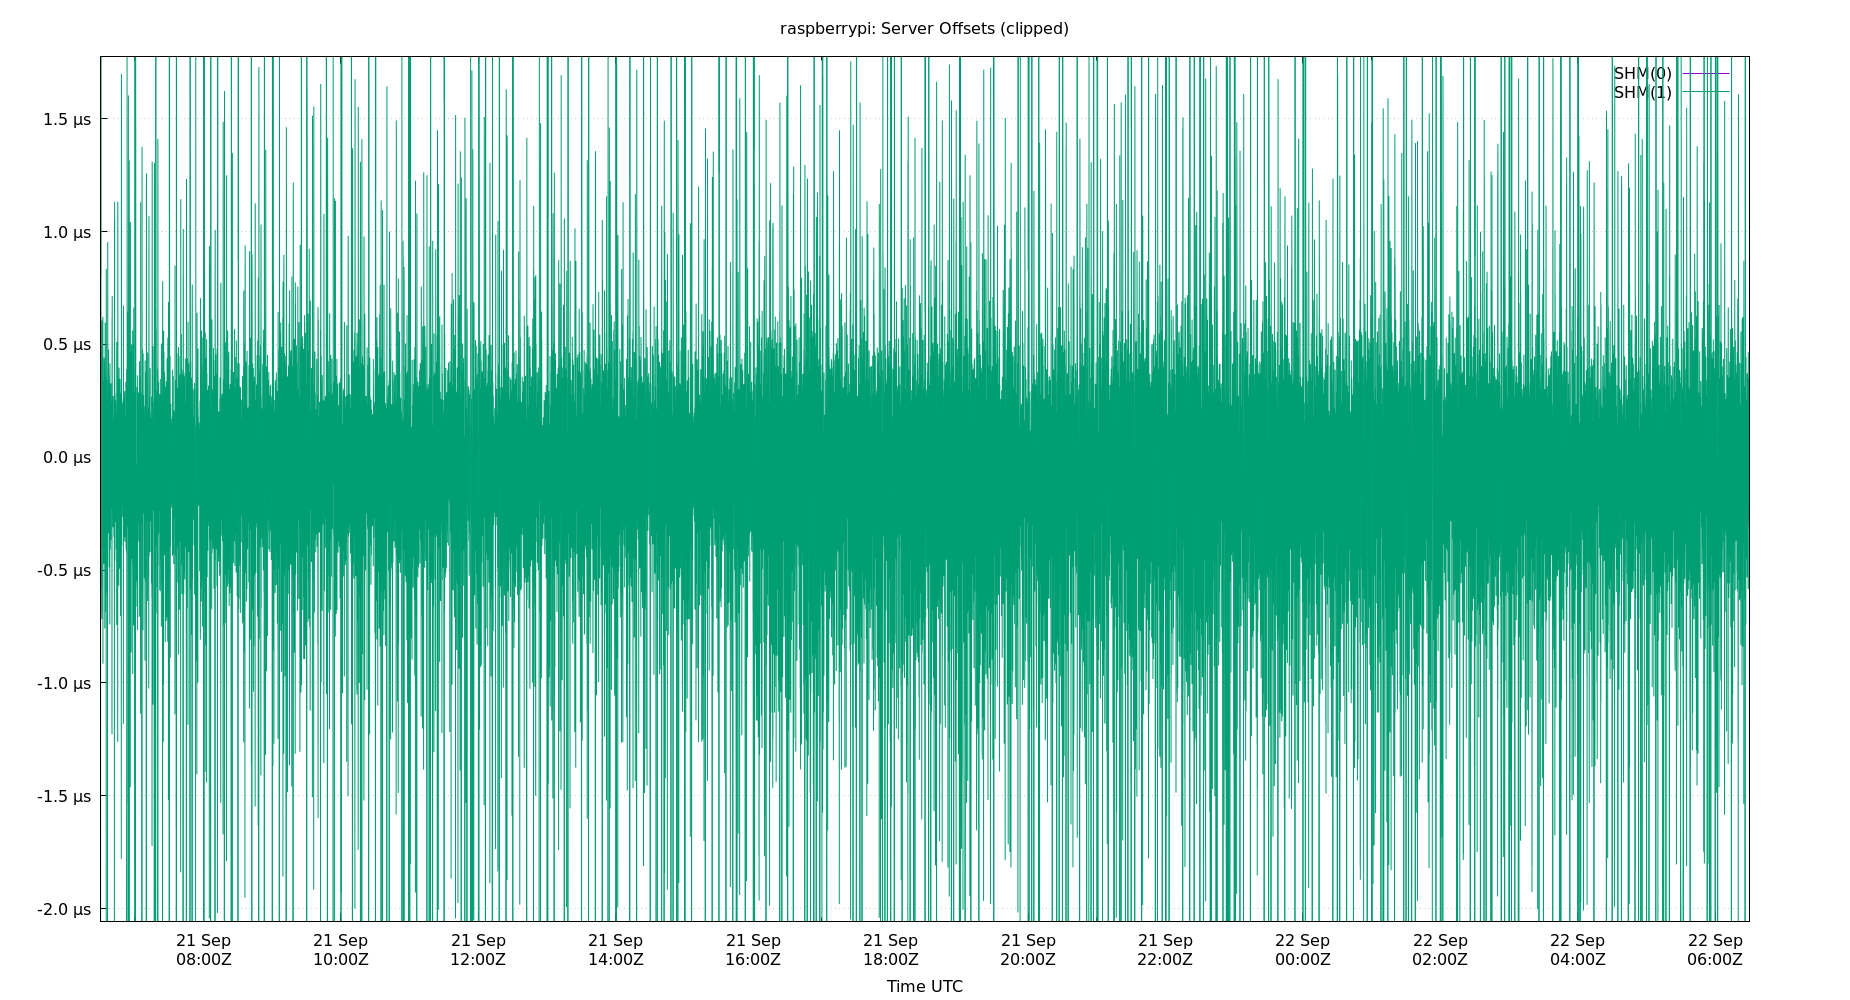 raspberrypi: Server Offsets (clipped)
SHM(0)
SHM(1)
1.5 µs
1.0 µs
0.5 µs
0.0 µs
-0.5 µs
-1.0 µs
-1.5 µs
-2.0 µs
21 Sep 21 Sep 21 Sep 21 Sep 21 Sep 21 Sep 21 Sep 21 Sep 22 Sep 22 Sep 22 Sep 22 Sep
08:00Z 10:00Z 12:00Z 14:00Z 16:00Z 18:00Z 20:00Z 22:00Z 00:00Z 02:00Z 04:00Z 06:00Z
Time UTC